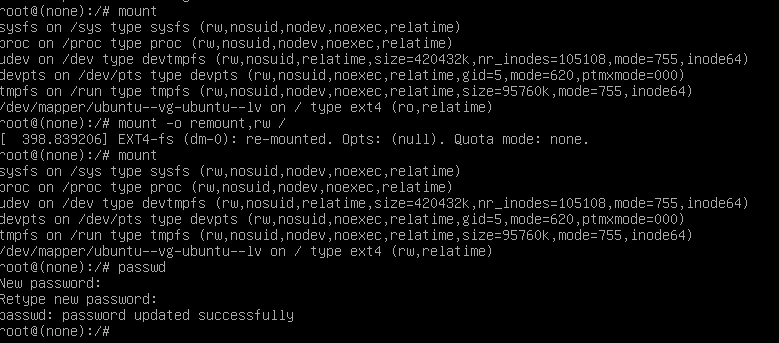 root@(none):/# mount
sysfs on /sys type sysfs (rw,nosuid,nodev,noexec,relatime)
proc on /proc type proc (rw,nosuid,nodev,noexec,relatime)
udev on /dev type devtmpfs (rw,nosuid,relatime,size=420432k,nr_inodes=105108,mode=755,inode64)
devpts on /dev/pts type devpts (rw,nosuid,noexec,relatime,gid=5,mode=620,ptmxmode=000)
tmpfs on /run type tmpfs (rw,nosuid,nodev,noexec,relatime,size=95760k,mode=755,inode64)
/dev/mapper/ubuntu--vg-ubuntu--lv on / type ext4 (ro,relatime)
root@(none):/# mount -o remount,rw /
[  398.839206] EXT4-fs (dm-0): re-mounted. Opts: (null). Quota mode: none.
root@(none):/# mount
sysfs on /sys type sysfs (rw,nosuid,nodev,noexec,relatime)
proc on /proc type proc (rw,nosuid,nodev,noexec,relatime)
udev on /dev type devtmpfs (rw,nosuid,relatime,size=420432k,nr_inodes=105108,mode=755,inode64)
devpts on /dev/pts type devpts (rw,nosuid,noexec,relatime,gid=5,mode=620,ptmxmode=000)
tmpfs on /run type tmpfs (rw,nosuid,nodev,noexec,relatime,size=95760k,mode=755,inode64)
/dev/mapper/ubuntu--vg-ubuntu--lv on / type ext4 (rw,relatime)
root@(none):/# passwd
New password:
Retype new password:
passwd: password updated successfully
root@(none):/#